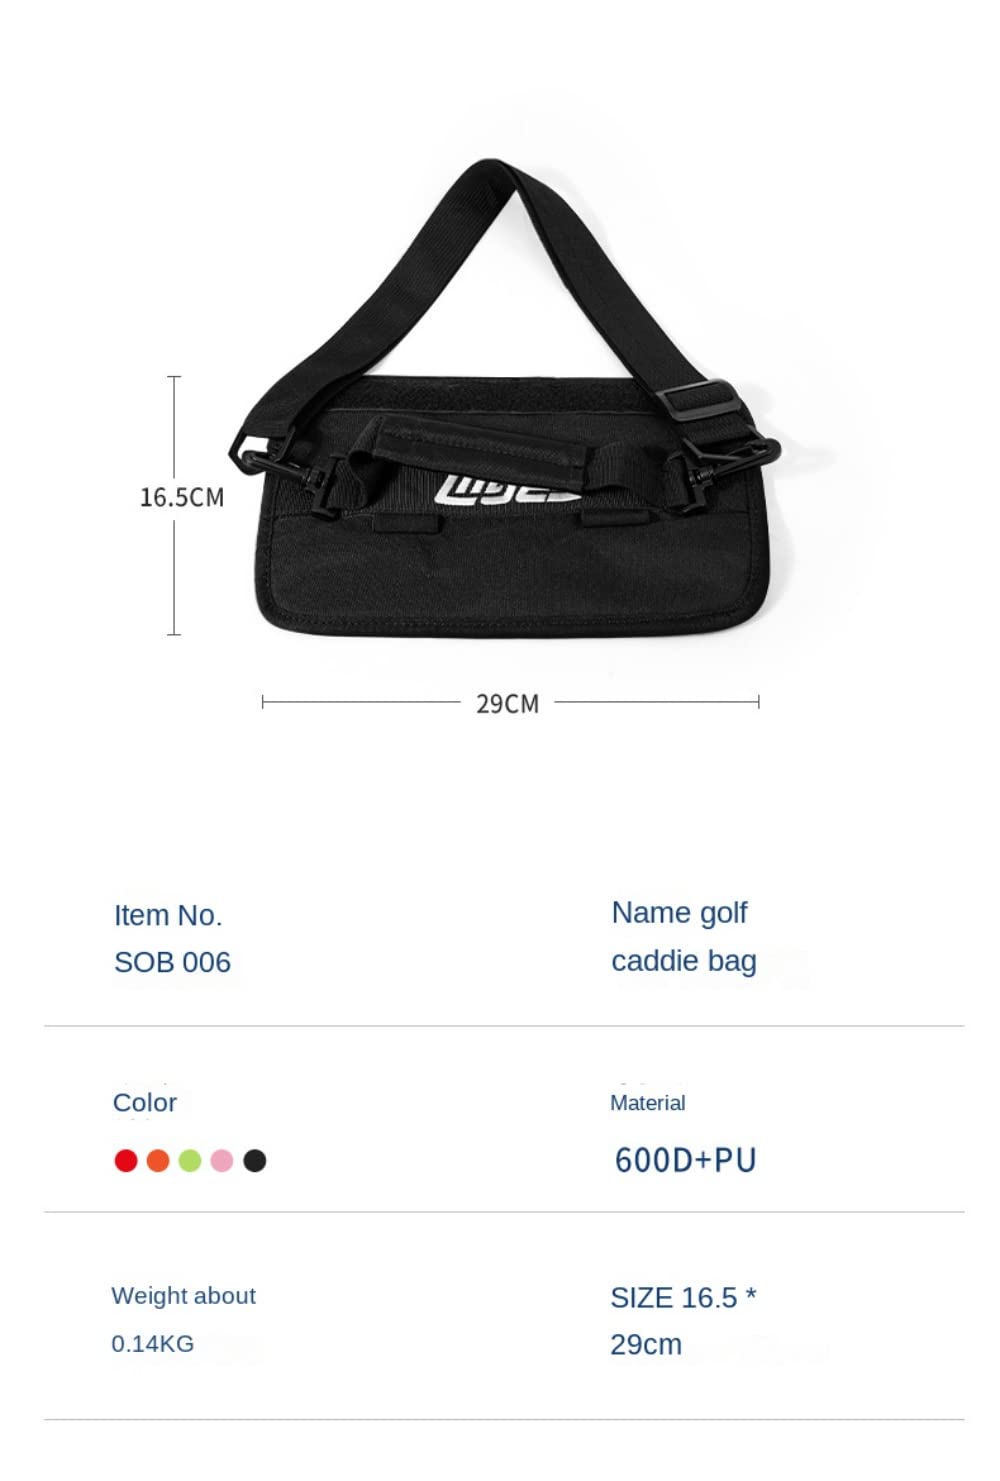 16.5CM
29CM
Item No.
SOB 006
Name golf
caddie bag
Color
Material
600D+PU
Weight about
0.14KG
SIZE 16.5 *
29cm